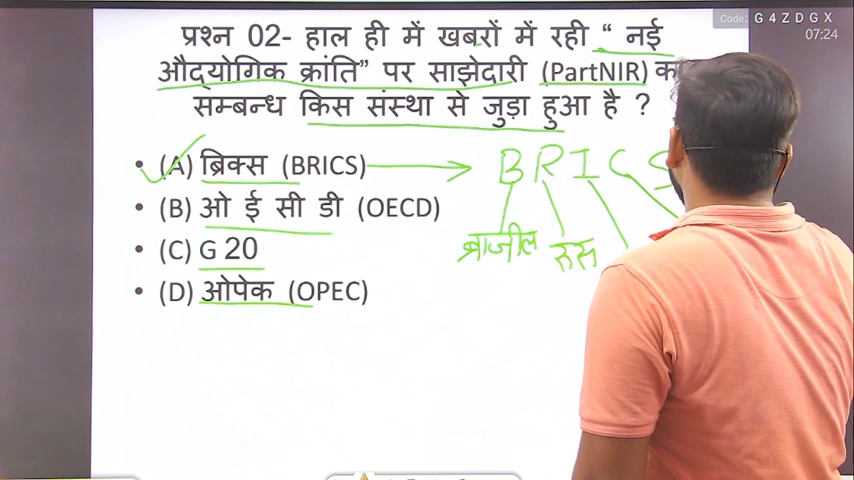 Code: G 4 Z D G X
07:24
प्रश्न 02- हाल ही में खबरों में रही “ नई
औद्योगिक क्रांति” पर साझेदारी (PartNIR) क
सम्बन्ध किस संस्था से जुड़ा हुआ है ?
• (A) ब्रिक्स (BRICS) B R I C S
• (B) ओ ई सी डी (OECD)
ब्राजील रूस
• (C) G 20
• (D) ओपेक (OPEC)